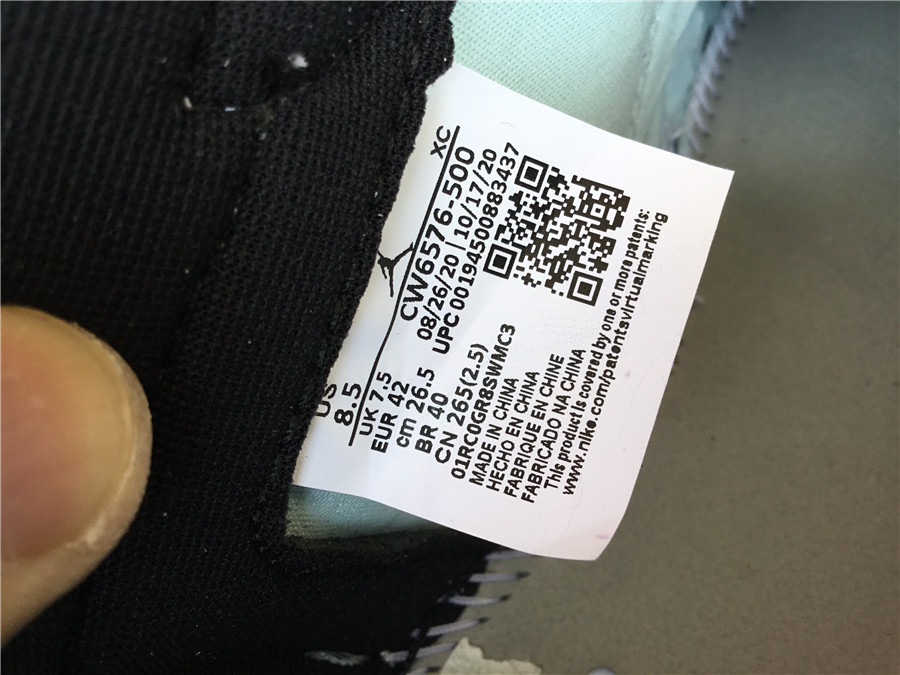 XC
CW6576-500
08/26/20 | 10/17/20
UPC 00194500883437
US
8.5
UK 7.5
EUR 42
cm 26.5
BR 40
CN 265(2.5)
01RC0GR8SWMC3
MADE IN CHINA
HECHO EN CHINA
FABRIQUE EN CHINE
FABRICADO NA CHINA
This product is covered by one or more patents:
www.nike.com/patentsvirtualmarking